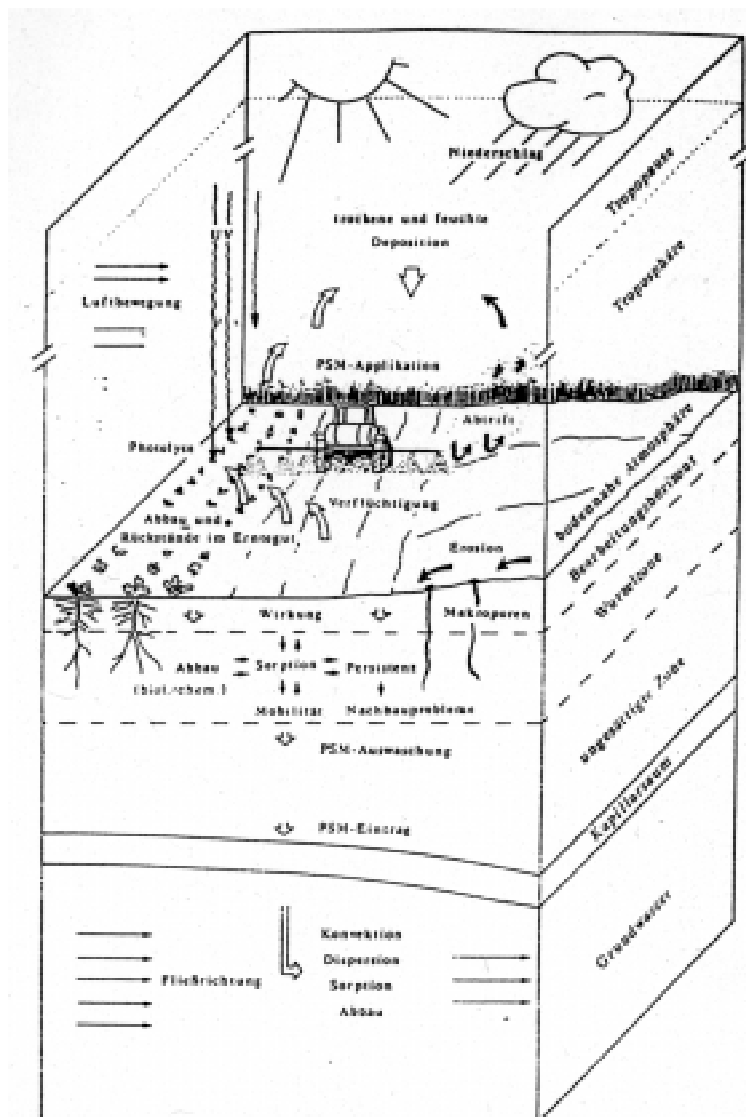 Niederschlag
Tropopause
UV
trockene und feuchte
Deposition
Troposphäre
Luftbewegung
PSM-Applikation
Abtrift
Photolyse
bodennahe Atmosphäre
Verflüchtigung
Abbau und
Rückstände im Erntegut
Bearbeitungshorizont
Erosion
Wurzelzone
Wirkung
Makroporen
Abbau
Sorption
Persistenz
(biol.-chem.)
Mobilität
Nachbauprobleme
ungesättigte Zone
PSM-Auswaschung
Kapillarsaum
PSM-Eintrag
Grundwasser
Konvektion
Dispersion
Fließrichtung
Sorption
Abbau